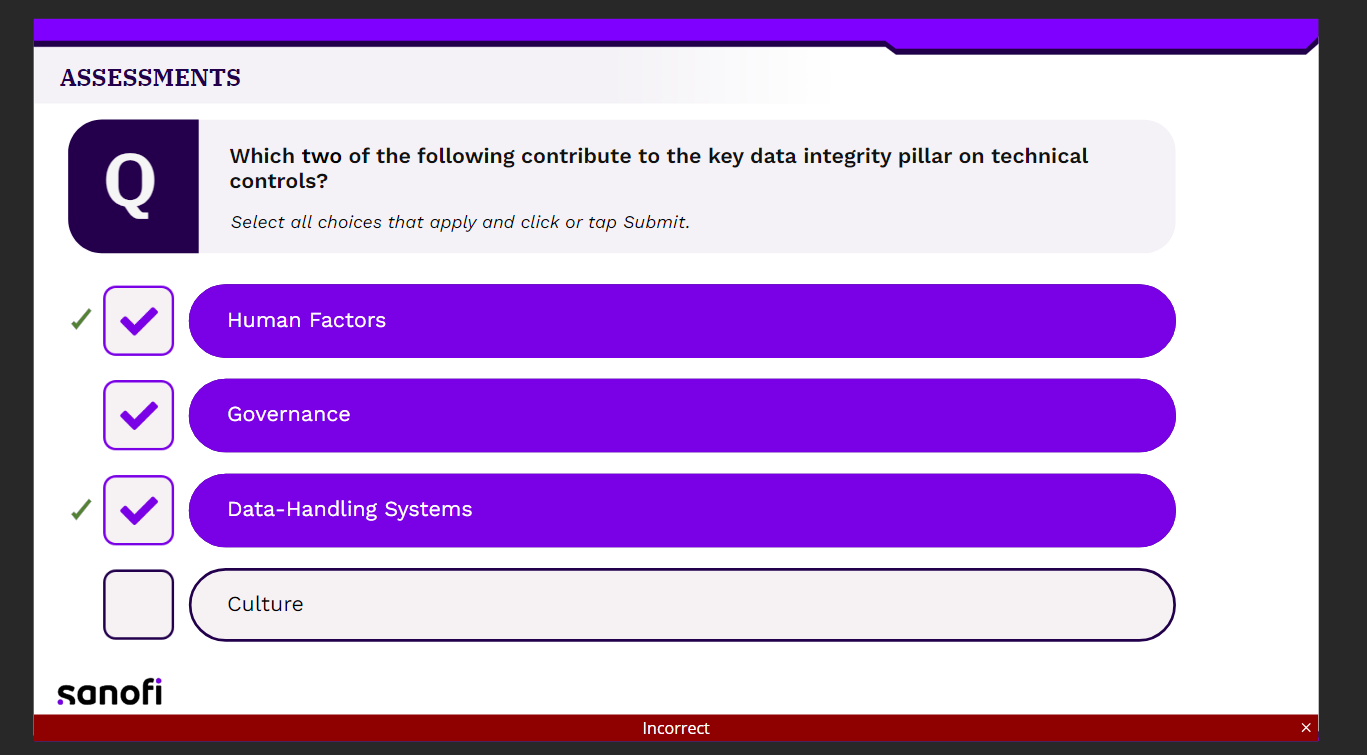 ASSESSMENTS
Q
Which two of the following contribute to the key data integrity pillar on technical
controls?
Select all choices that apply and click or tap Submit.
Human Factors
Governance
Data-Handling Systems
Culture
sanofi
Incorrect